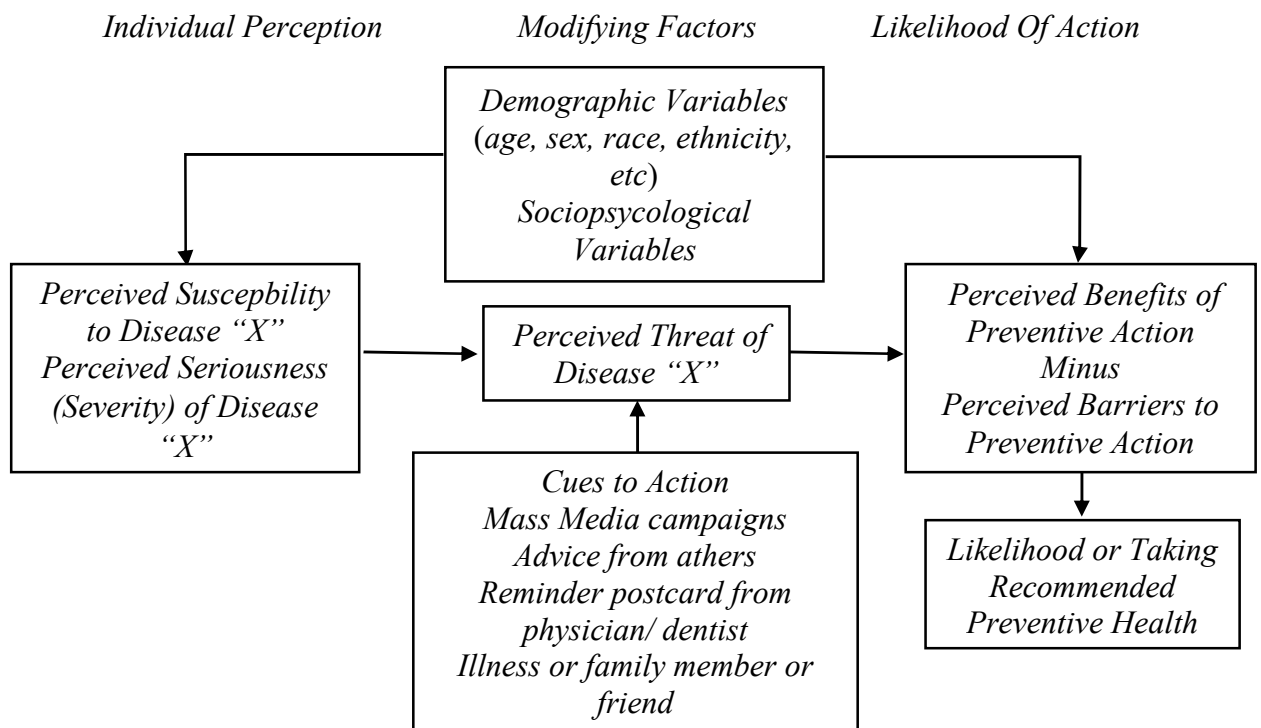 Individual Perception
Modifying Factors
Likelihood Of Action
Demographic Variables
(age, sex, race, ethnicity,
etc)
Sociopsycological
Variables
Perceived Suscepbility
to Disease “X”
Perceived Seriousness
(Severity) of Disease
“X”
Perceived Threat of
Disease “X”
Perceived Benefits of
Preventive Action
Minus
Perceived Barriers to
Preventive Action
Cues to Action
Mass Media campaigns
Advice from athers
Reminder postcard from
physician/ dentist
Illness or family member or
friend
Likelihood or Taking
Recommended
Preventive Health